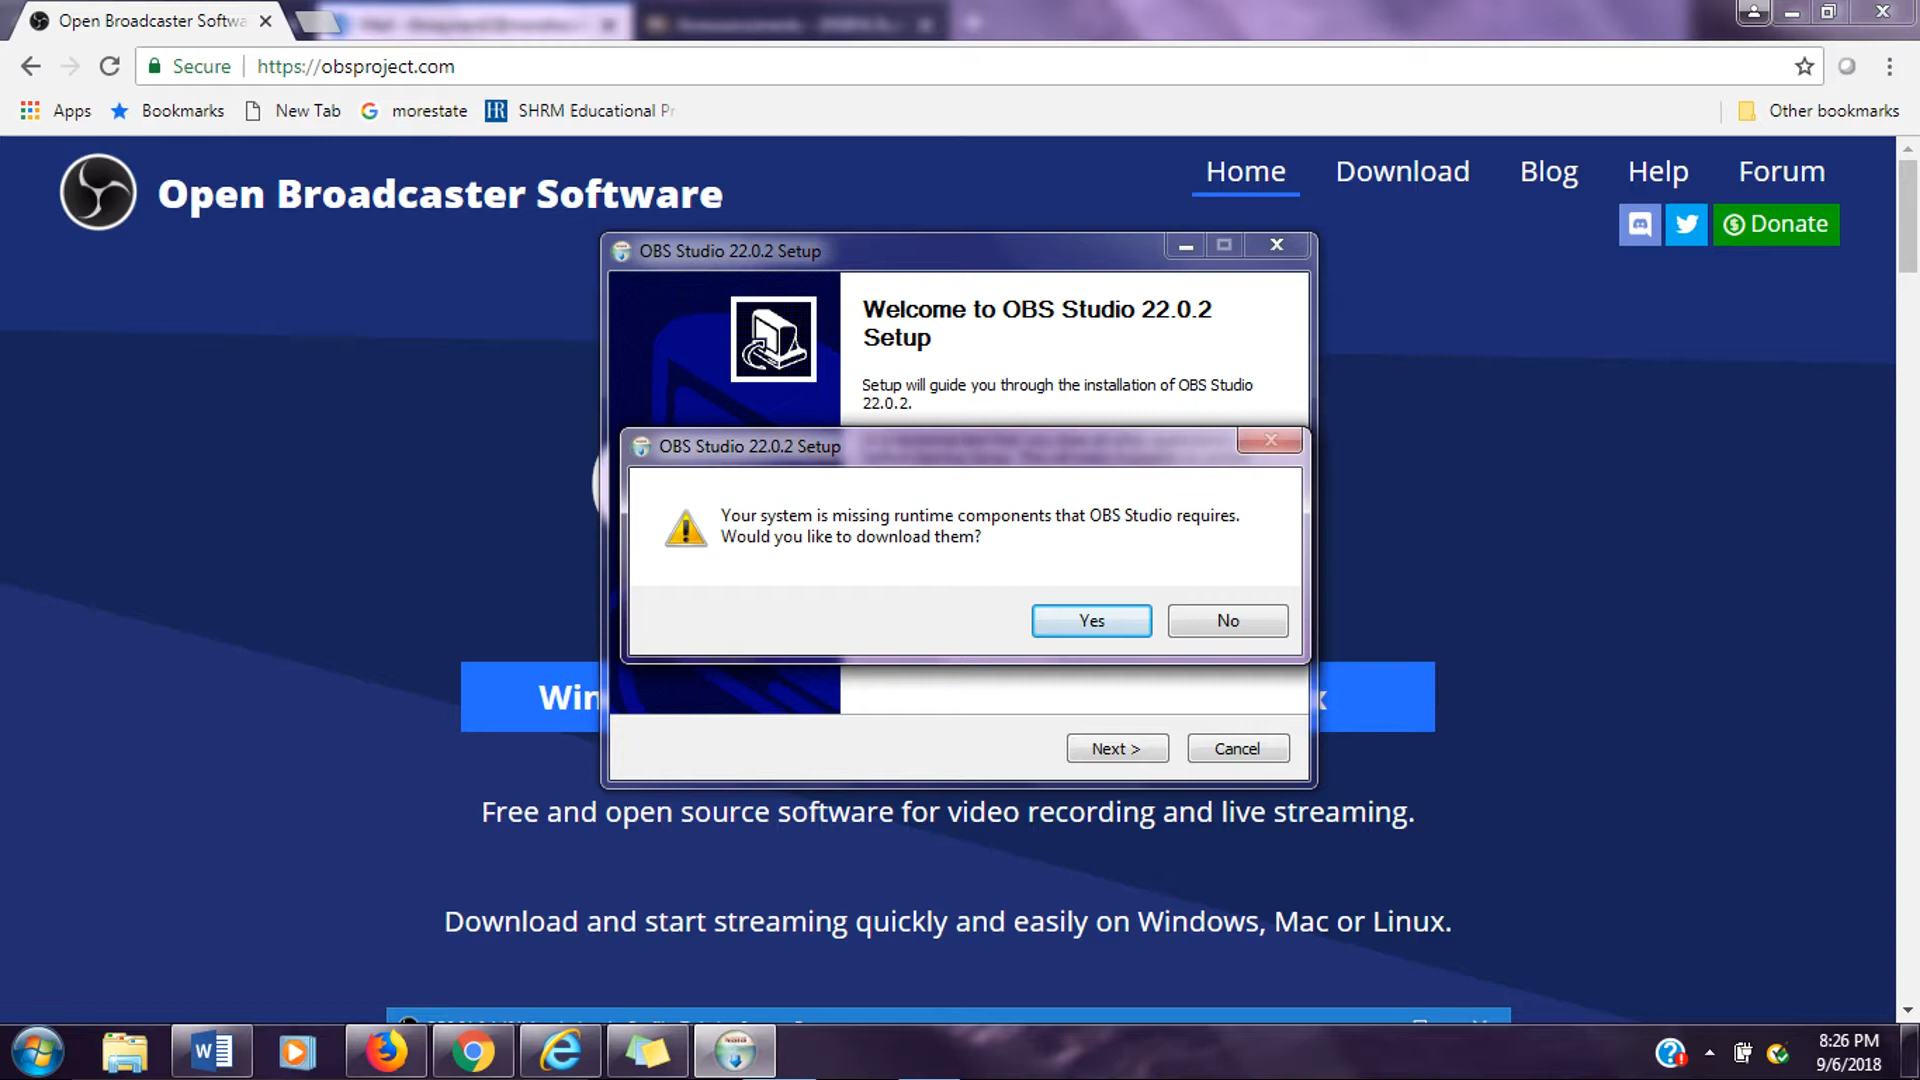 Open Broadcaster Softwa
Secure
https://obsproject.com
Apps
Bookmarks
New Tab
G
morestate
HR
SHRM Educational Pr
Other bookmarks
Open Broadcaster Software
Home
Download
Blog
Help
Forum
Donate
OBS Studio 22.0.2 Setup
Welcome to OBS Studio 22.0.2
Setup
Setup will guide you through the installation of OBS Studio
22.0.2.
OBS Studio 22.0.2 Setup
Your system is missing runtime components that OBS Studio requires.
Would you like to download them?
Yes
No
Win
x
Next >
Cancel
Free and open source software for video recording and live streaming.
Download and start streaming quickly and easily on Windows, Mac or Linux.
8:26 PM
9/6/2018